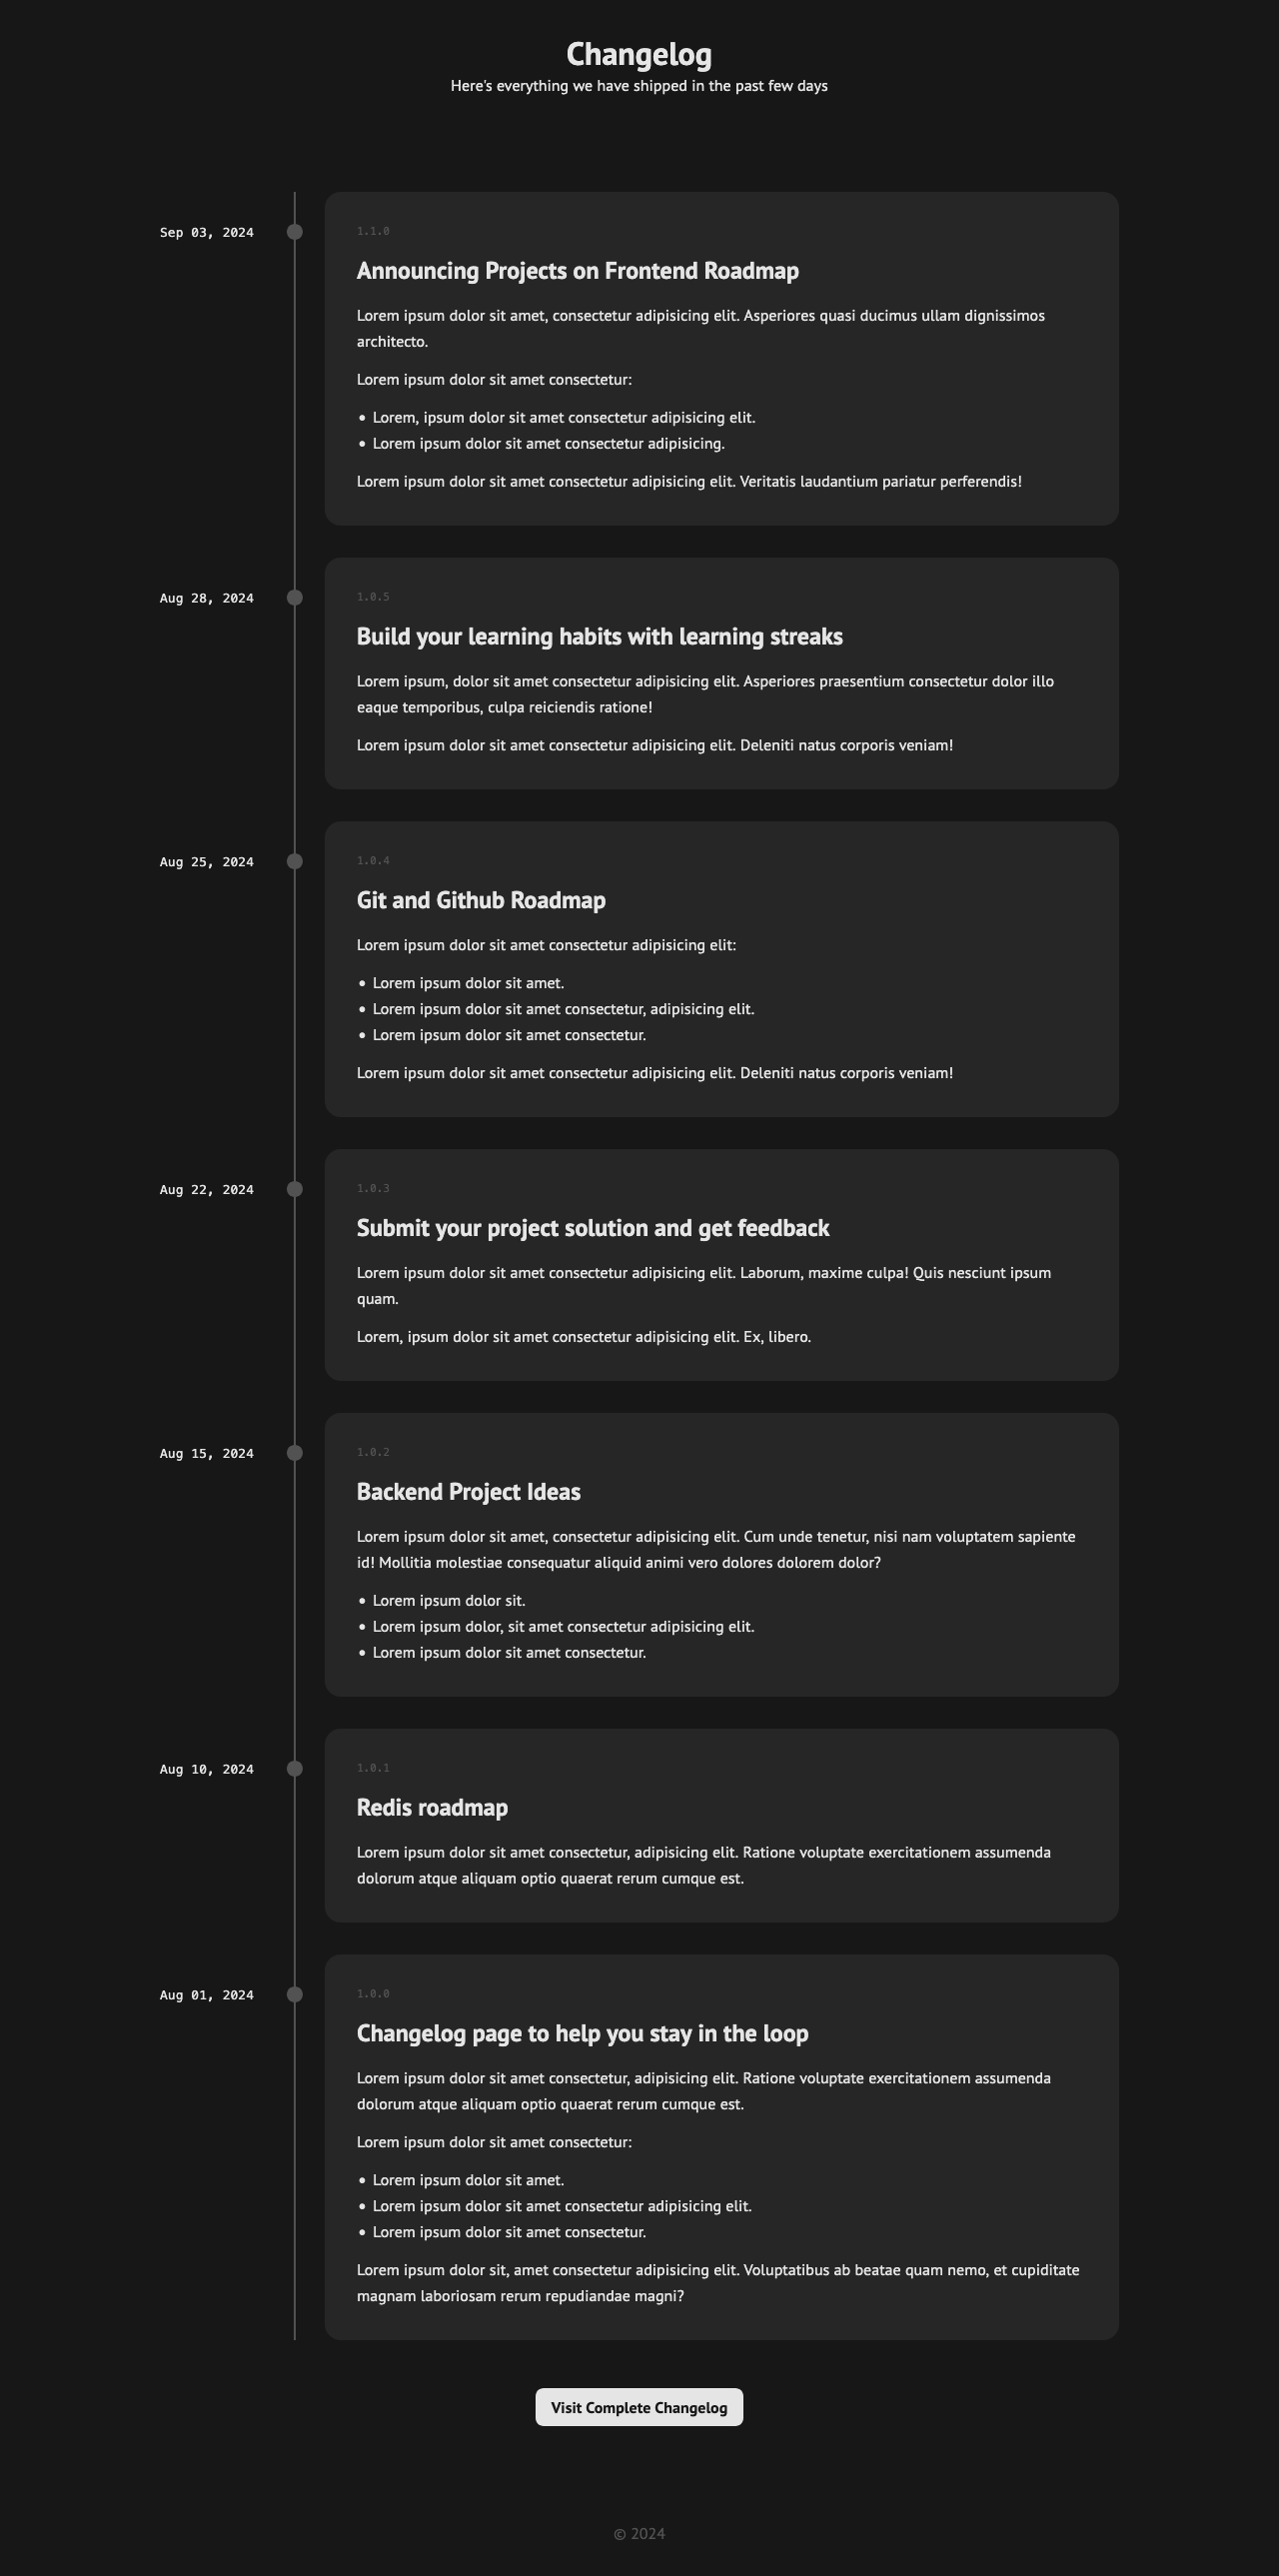 Changelog
Here's everything we have shipped in the past few days
Sep 03, 2024
1.1.0
Announcing Projects on Frontend Roadmap
Lorem ipsum dolor sit amet, consectetur adipisicing elit. Asperiores quasi ducimus ullam dignissimos
architecto.
Lorem ipsum dolor sit amet consectetur:
• Lorem, ipsum dolor sit amet consectetur adipisicing elit.
• Lorem ipsum dolor sit amet consectetur adipisicing.
Lorem ipsum dolor sit amet consectetur adipisicing elit. Veritatis laudantium pariatur perferendis!
Aug 28, 2024
1.0.5
Build your learning habits with learning streaks
Lorem ipsum, dolor sit amet consectetur adipisicing elit. Asperiores praesentium consectetur dolor illo
eaque temporibus, culpa reiciendis ratione!
Lorem ipsum dolor sit amet consectetur adipisicing elit. Deleniti natus corporis veniam!
Aug 25, 2024
1.0.4
Git and Github Roadmap
Lorem ipsum dolor sit amet consectetur adipisicing elit:
• Lorem ipsum dolor sit amet.
• Lorem ipsum dolor sit amet consectetur, adipisicing elit.
• Lorem ipsum dolor sit amet consectetur.
Lorem ipsum dolor sit amet consectetur adipisicing elit. Deleniti natus corporis veniam!
Aug 22, 2024
1.0.3
Submit your project solution and get feedback
Lorem ipsum dolor sit amet consectetur adipisicing elit. Laborum, maxime culpa! Quis nesciunt ipsum
quam.
Lorem, ipsum dolor sit amet consectetur adipisicing elit. Ex, libero.
Aug 15, 2024
1.0.2
Backend Project Ideas
Lorem ipsum dolor sit amet, consectetur adipisicing elit. Cum unde tenetur, nisi nam voluptatem sapiente
id! Mollitia molestiae consequatur aliquid animi vero dolores dolorem dolor?
• Lorem ipsum dolor sit.
• Lorem ipsum dolor, sit amet consectetur adipisicing elit.
• Lorem ipsum dolor sit amet consectetur.
Aug 10, 2024
1.0.1
Redis roadmap
Lorem ipsum dolor sit amet consectetur, adipisicing elit. Ratione voluptate exercitationem assumenda
dolorum atque aliquam optio quaerat rerum cumque est.
Aug 01, 2024
1.0.0
Changelog page to help you stay in the loop
Lorem ipsum dolor sit amet consectetur, adipisicing elit. Ratione voluptate exercitationem assumenda
dolorum atque aliquam optio quaerat rerum cumque est.
Lorem ipsum dolor sit amet consectetur:
• Lorem ipsum dolor sit amet.
• Lorem ipsum dolor sit amet consectetur adipisicing elit.
• Lorem ipsum dolor sit amet consectetur.
Lorem ipsum dolor sit, amet consectetur adipisicing elit. Voluptatibus ab beatae quam nemo, et cupiditate
magnam laboriosam rerum repudiandae magni?
Visit Complete Changelog
© 2024